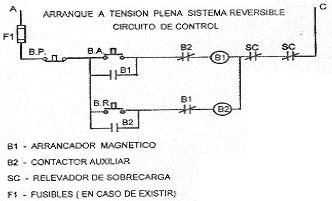 A
ARRANQUE A TENSION PLENA SISTEMA REVERSIBLE
C
CIRCUITO DE CONTROL
F1
B.P.
B.A.
B2
B1
SC
SC
B1
B.R.
B1
B2
B2
B1 - ARRANCADOR MAGNETICO
B2 - CONTACTOR AUXILIAR
SC - RELEVADOR DE SOBRECARGA
F1 - FUSIBLES ( EN CASO DE EXISTIR)